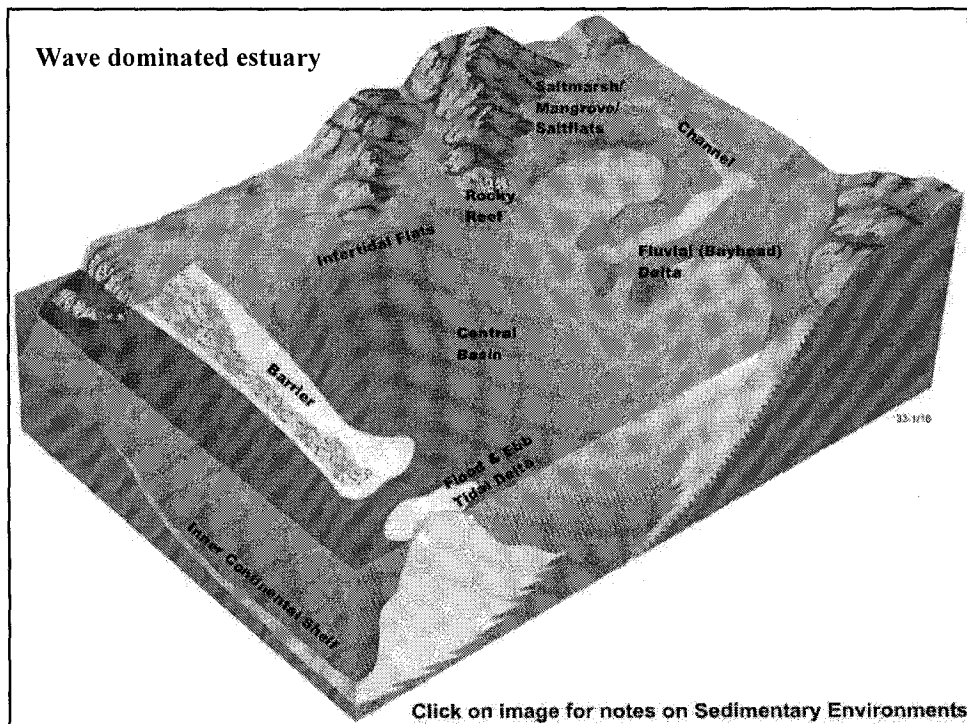 Wave dominated estuary
Saltmarsh/
Mangrove/
Saltflats
Channel
Rocky
Reef
Intertidal Flats
Fluvial (Bayhead)
Delta
Central
Basin
Barrier
Flood & Ebb
Tidal Delta
Inner Continental Shelf
Click on image for notes on Sedimentary Environments